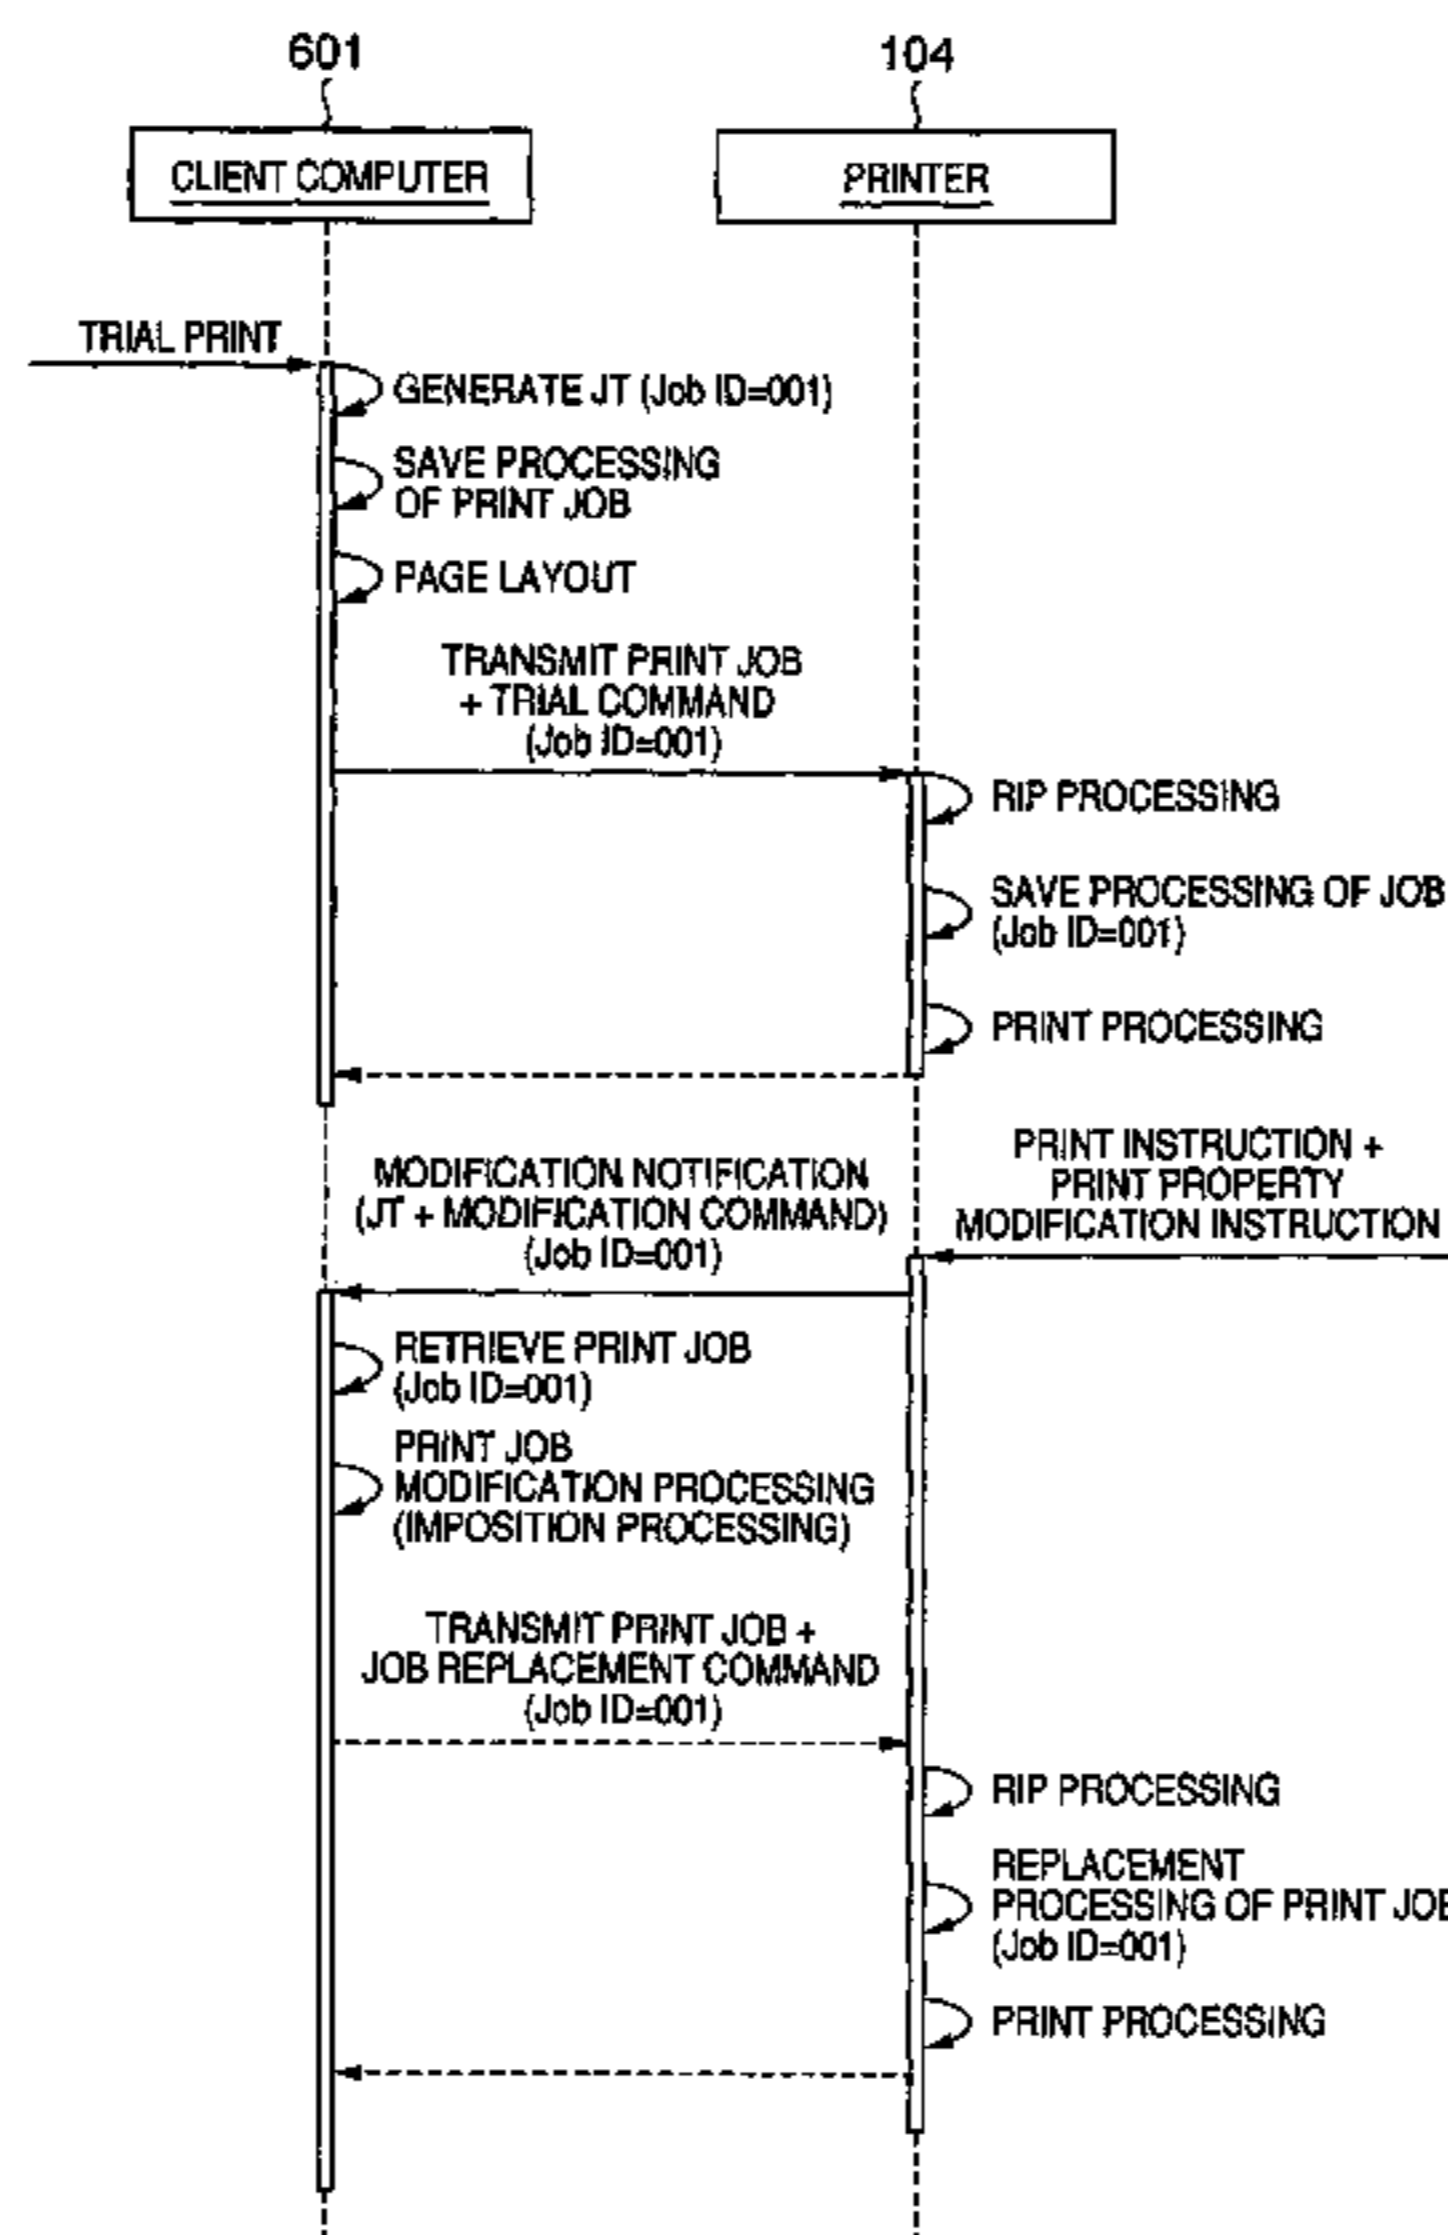 601
104
CLIENT COMPUTER
PRINTER
TRIAL PRINT
GENERATE JT (Job ID=001)
SAVE PROCESSING
OF PRINT JOB
PAGE LAYOUT
TRANSMIT PRINT JOB
+ TRIAL COMMAND
(Job ID=001)
RIP PROCESSING
SAVE PROCESSING OF JOB
(Job ID=001)
PRINT PROCESSING
PRINT INSTRUCTION +
PRINT PROPERTY
MODIFICATION INSTRUCTION
MODIFICATION NOTIFICATION
(JT + MODIFICATION COMMAND)
(Job ID=001)
RETRIEVE PRINT JOB
(Job ID=001)
PRINT JOB
MODIFICATION PROCESSING
(IMPOSITION PROCESSING)
TRANSMIT PRINT JOB +
JOB REPLACEMENT COMMAND
(Job ID=001)
RIP PROCESSING
REPLACEMENT
PROCESSING OF PRINT JOB
(Job ID=001)
PRINT PROCESSING